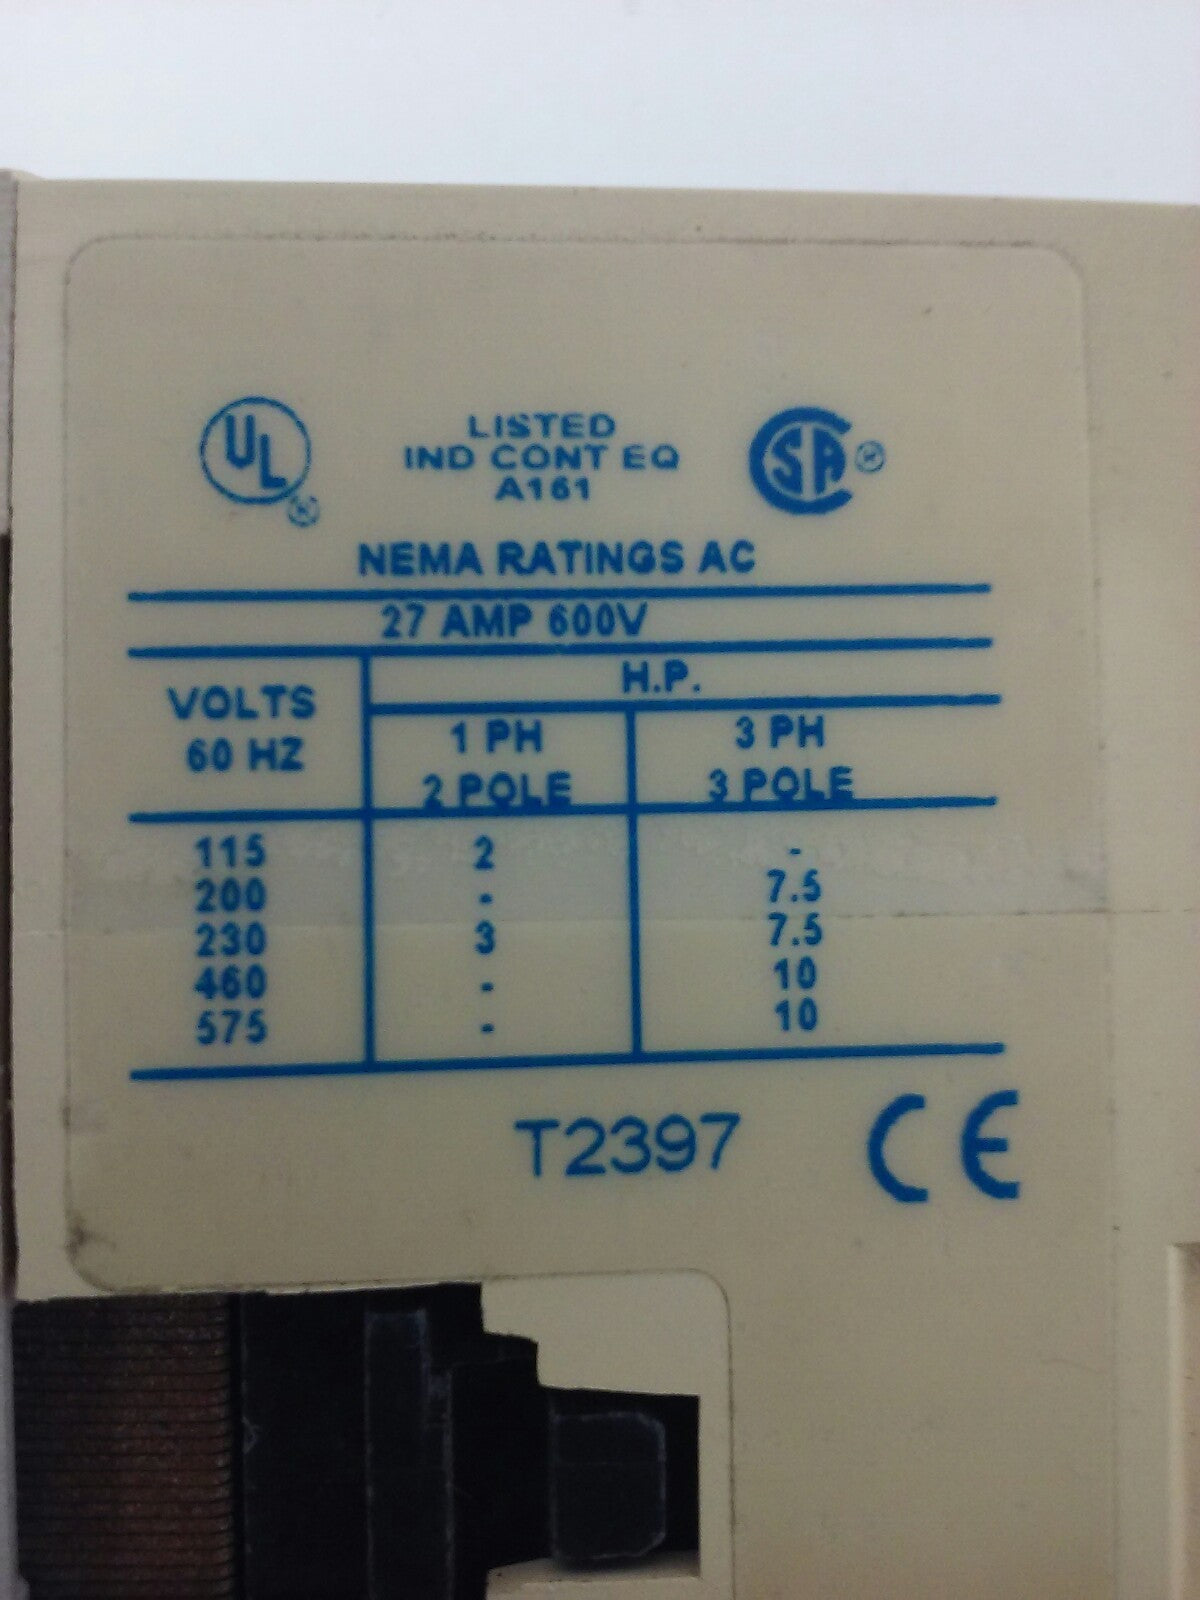 UL LISTED SA
IND CONT EQ
A161
NEMA RATINGS AC
27 AMP 600V
VOLTS 60 HZ H.P.
1 PH 2 POLE 3 PH 3 POLE
115 2 -
200 - 7.5
230 3 7.5
460 - 10
575 - 10
T2397 CE